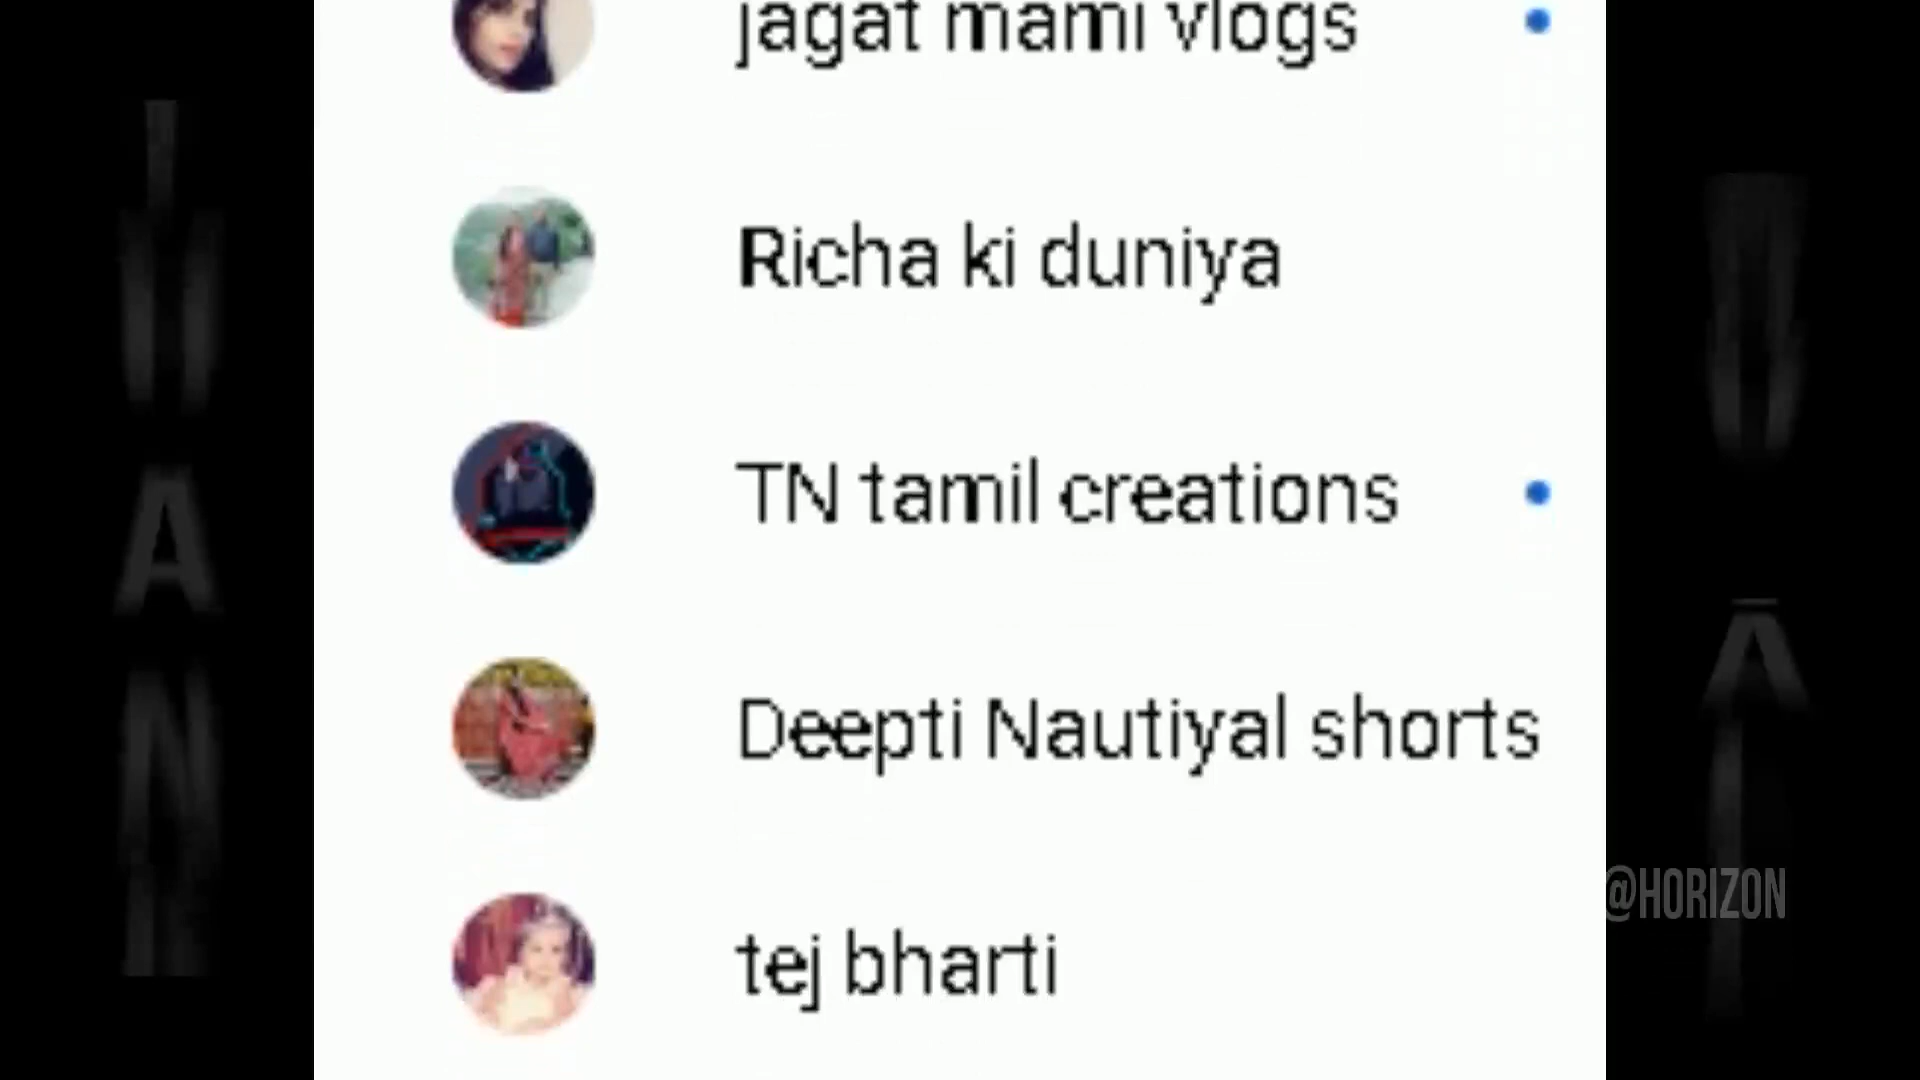 jagat mami vlogs
Richa ki duniya
TN tamil creations
Deepti Nautiyal shorts
tej bharti
@HORIZON